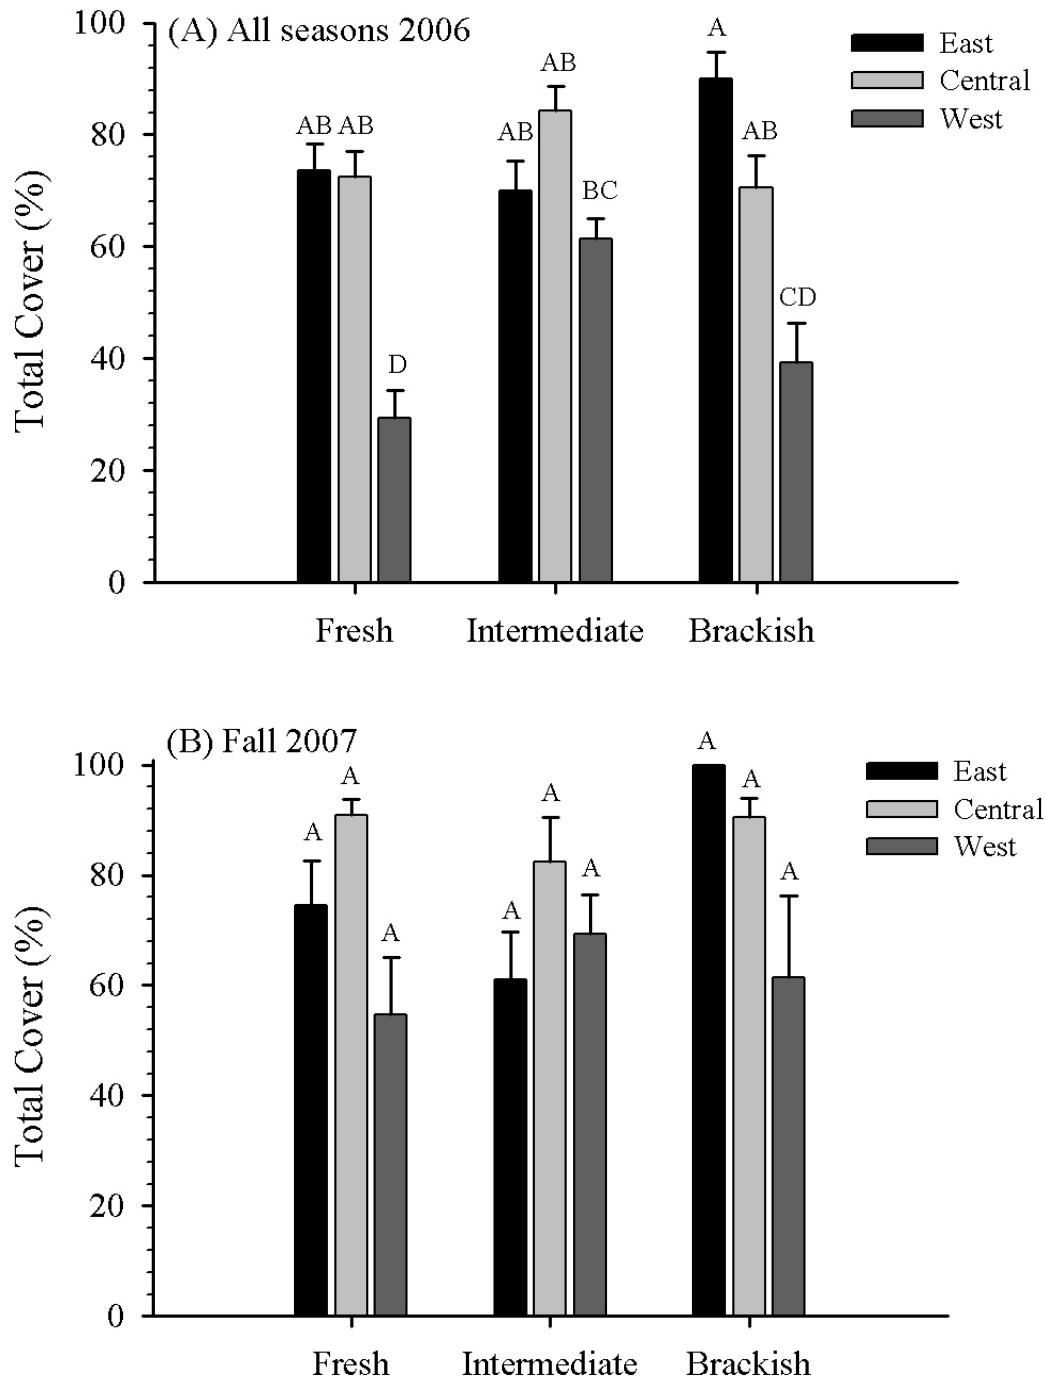 (A) All seasons 2006
East
Central
West
Total Cover (%)
100
80
60
40
20
0
AB AB D
AB AB BC
A AB CD
Fresh Intermediate Brackish
(B) Fall 2007
East
Central
West
Total Cover (%)
100
80
60
40
20
0
A A A
A A A
A A A
Fresh Intermediate Brackish